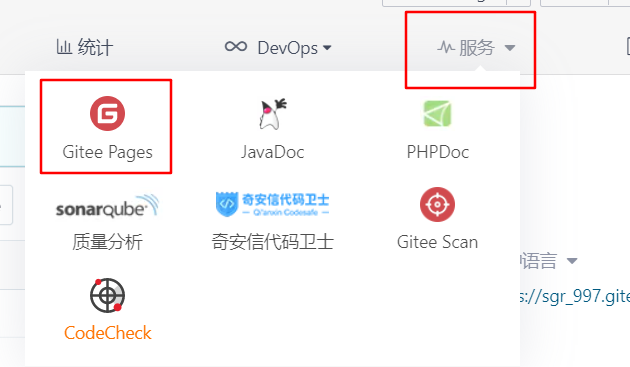 统计
DevOps
服务
G
Gitee Pages
JavaDoc
PHPDoc
sonarqube
奇安信代码卫士
Qi'anxin Codesafe
质量分析
奇安信代码卫士
Gitee Scan
语言
s://sgr_997.gite
CodeCheck